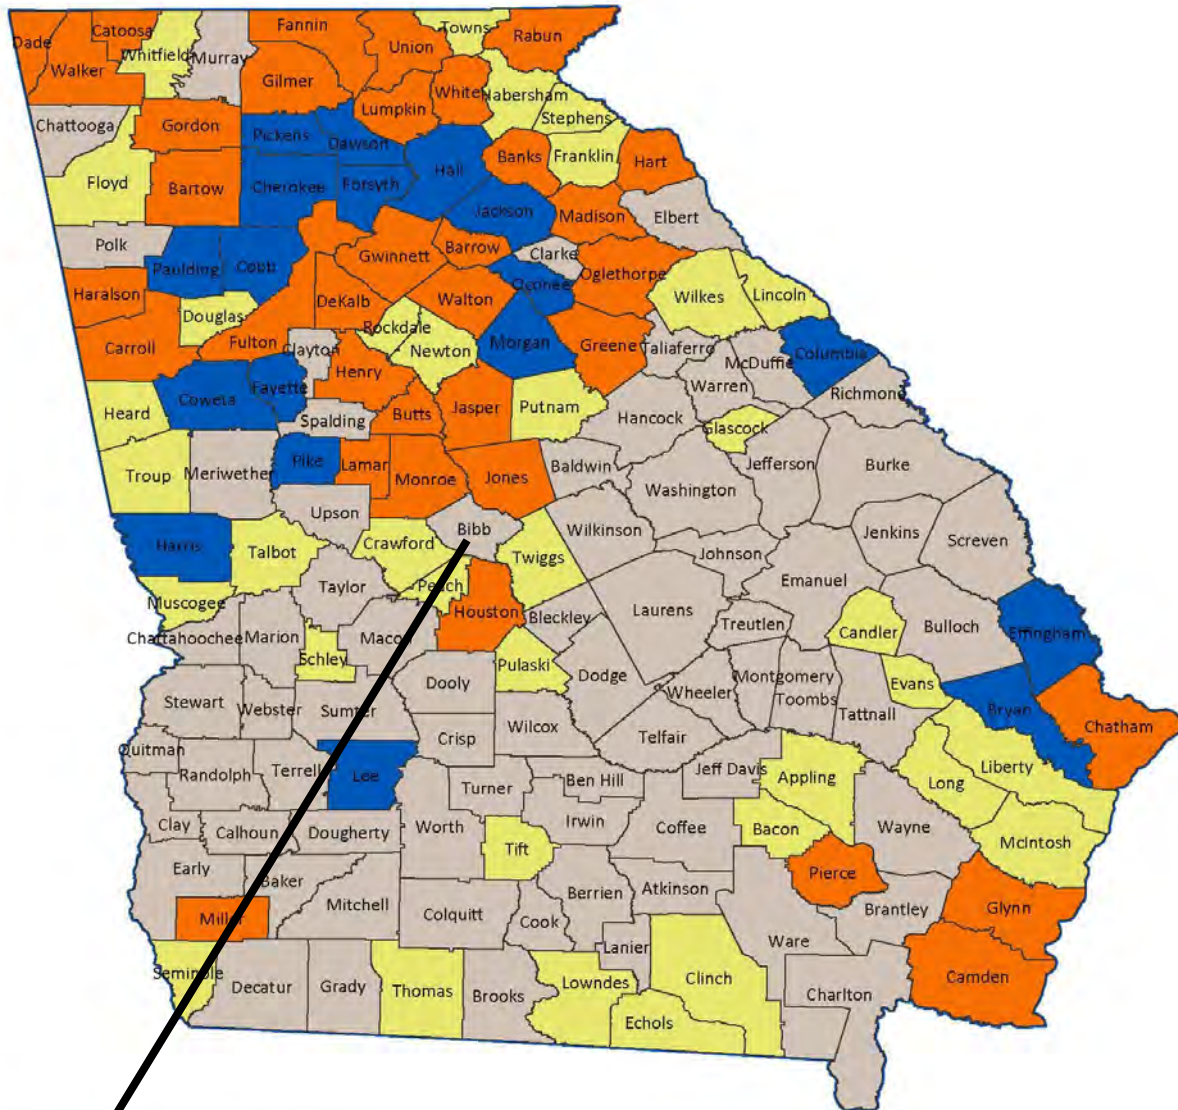 Dade
Catoosa
Fannin
Towns
Rabun
Union
Whitfield
Murray
Walker
Gilmer
White
Habersham
Lumpkin
Stephens
Chattooga
Gordon
Pickens
Dawson
Banks
Franklin
Hart
Hall
Floyd
Bartow
Cherokee
Forsyth
Jackson
Madison
Elbert
Polk
Barrow
Clarke
Gwinnett
Paulding
Cobb
Oglethorpe
Oconee
Haralson
DeKalb
Walton
Wilkes
Lincoln
Douglas
Rockdale
Fulton
Carroll
Clayton
Newton
Morgan
Greene
Taliaferro
McDuffie
Columbia
Henry
Warren
Richmond
Fayette
Coweta
Heard
Butts
Jasper
Putnam
Hancock
Spalding
Glascock
Pike
Lamar
Troup
Meriwether
Monroe
Jones
Baldwin
Jefferson
Burke
Washington
Upson
Bibb
Wilkinson
Jenkins
Screven
Harris
Talbot
Crawford
Twiggs
Johnson
Taylor
Peach
Emanuel
Muscogee
Houston
Laurens
Bleckley
Treutlen
Candler
Bulloch
Effingham
Chattahoochee
Marion
Macon
Schley
Pulaski
Dooly
Dodge
Montgomery
Wheeler
Toombs
Evans
Stewart
Webster
Sumter
Tattnall
Bryan
Chatham
Wilcox
Crisp
Telfair
Quitman
Randolph
Terrell
Lee
Jeff Davis
Appling
Liberty
Long
Turner
Ben Hill
Clay
Calhoun
Dougherty
Worth
Irwin
Coffee
Bacon
Wayne
McIntosh
Tift
Early
Baker
Pierce
Mitchell
Berrien
Atkinson
Brantley
Glynn
Miller
Colquitt
Cook
Ware
Lanier
Seminole
Decatur
Grady
Thomas
Brooks
Lowndes
Clinch
Charlton
Camden
Echols